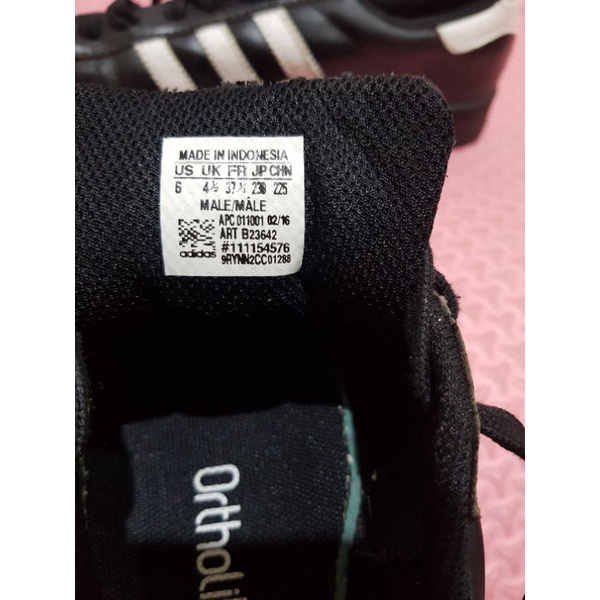 MADE IN INDONESIA
US UK FR JP CHN
6 4½ 37⅓ 230 225
MALE/MÂLE
APC 011001 02/16
ART B23642
#111154576
adidas 9RYNN2CC01288
OrthoLi